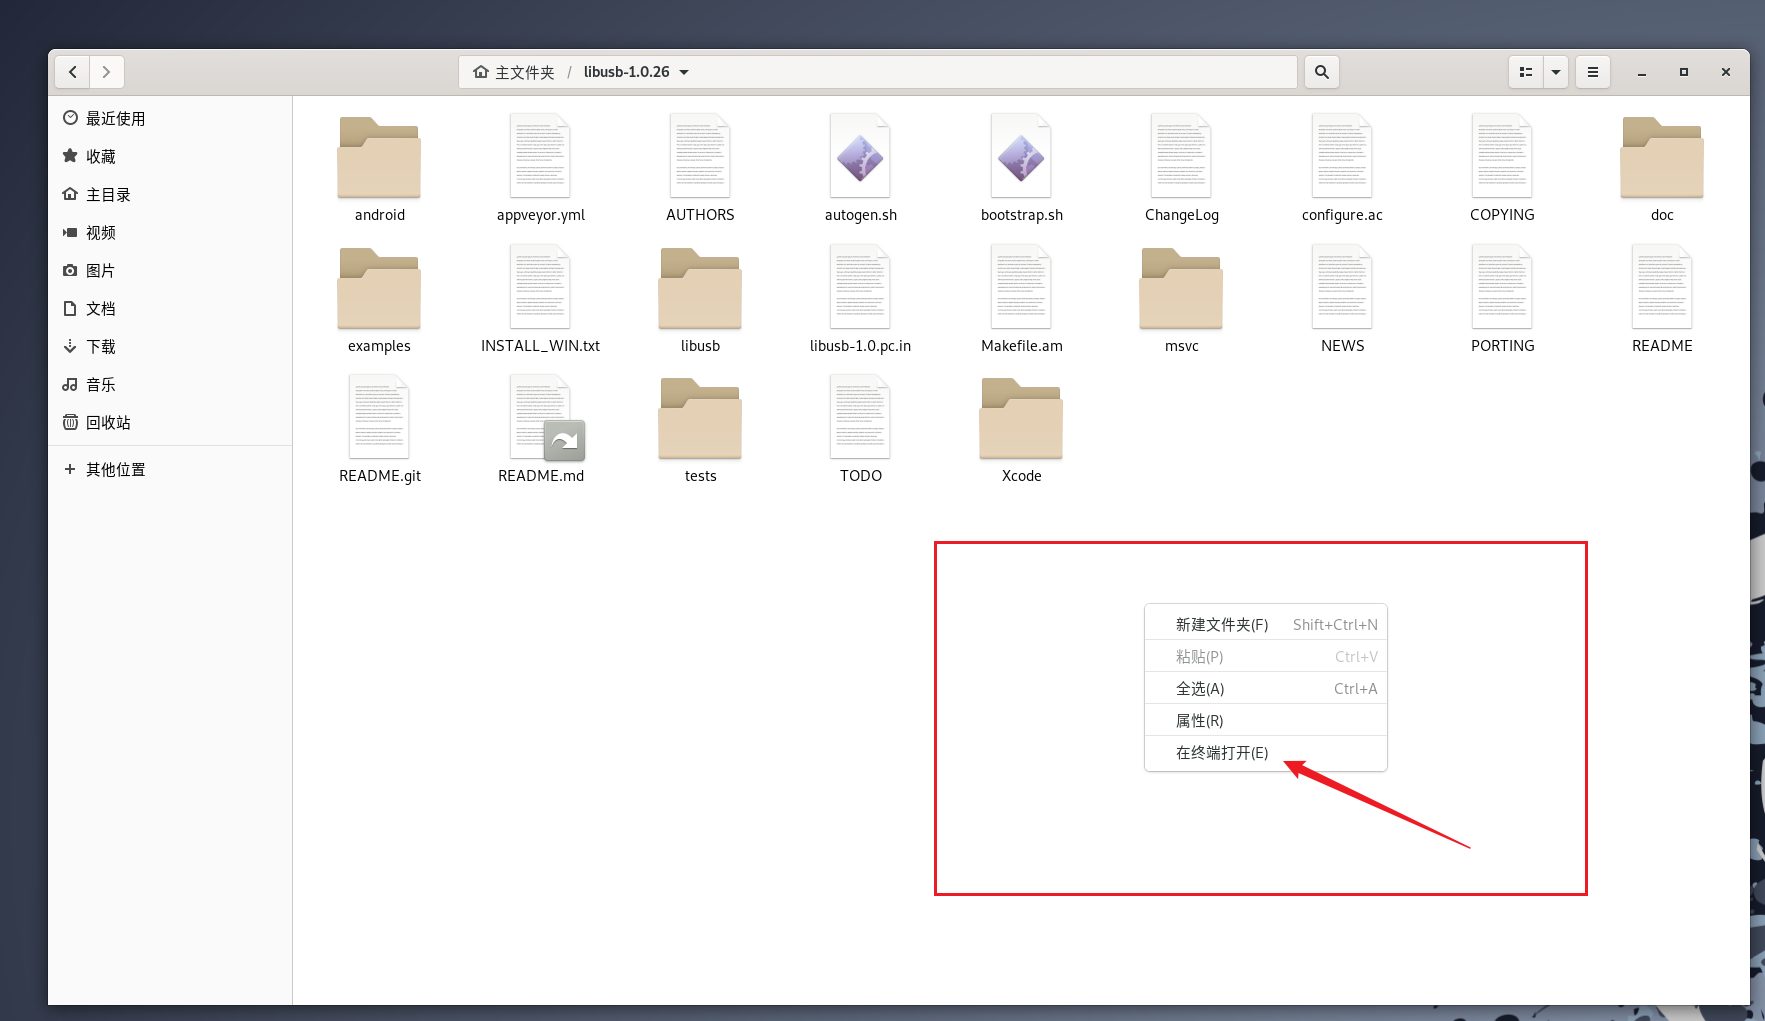 主文件夹 / libusb-1.0.26
最近使用
收藏
主目录
视频
图片
文档
下载
音乐
回收站
+ 其他位置
android appveyor.yml AUTHORS autogen.sh bootstrap.sh ChangeLog configure.ac COPYING doc
examples INSTALL_WIN.txt libusb libusb-1.0.pc.in Makefile.am msvc NEWS PORTING README
README.git README.md tests TODO Xcode
新建文件夹(F) Shift+Ctrl+N
粘贴(P) Ctrl+V
全选(A) Ctrl+A
属性(R)
在终端打开(E)